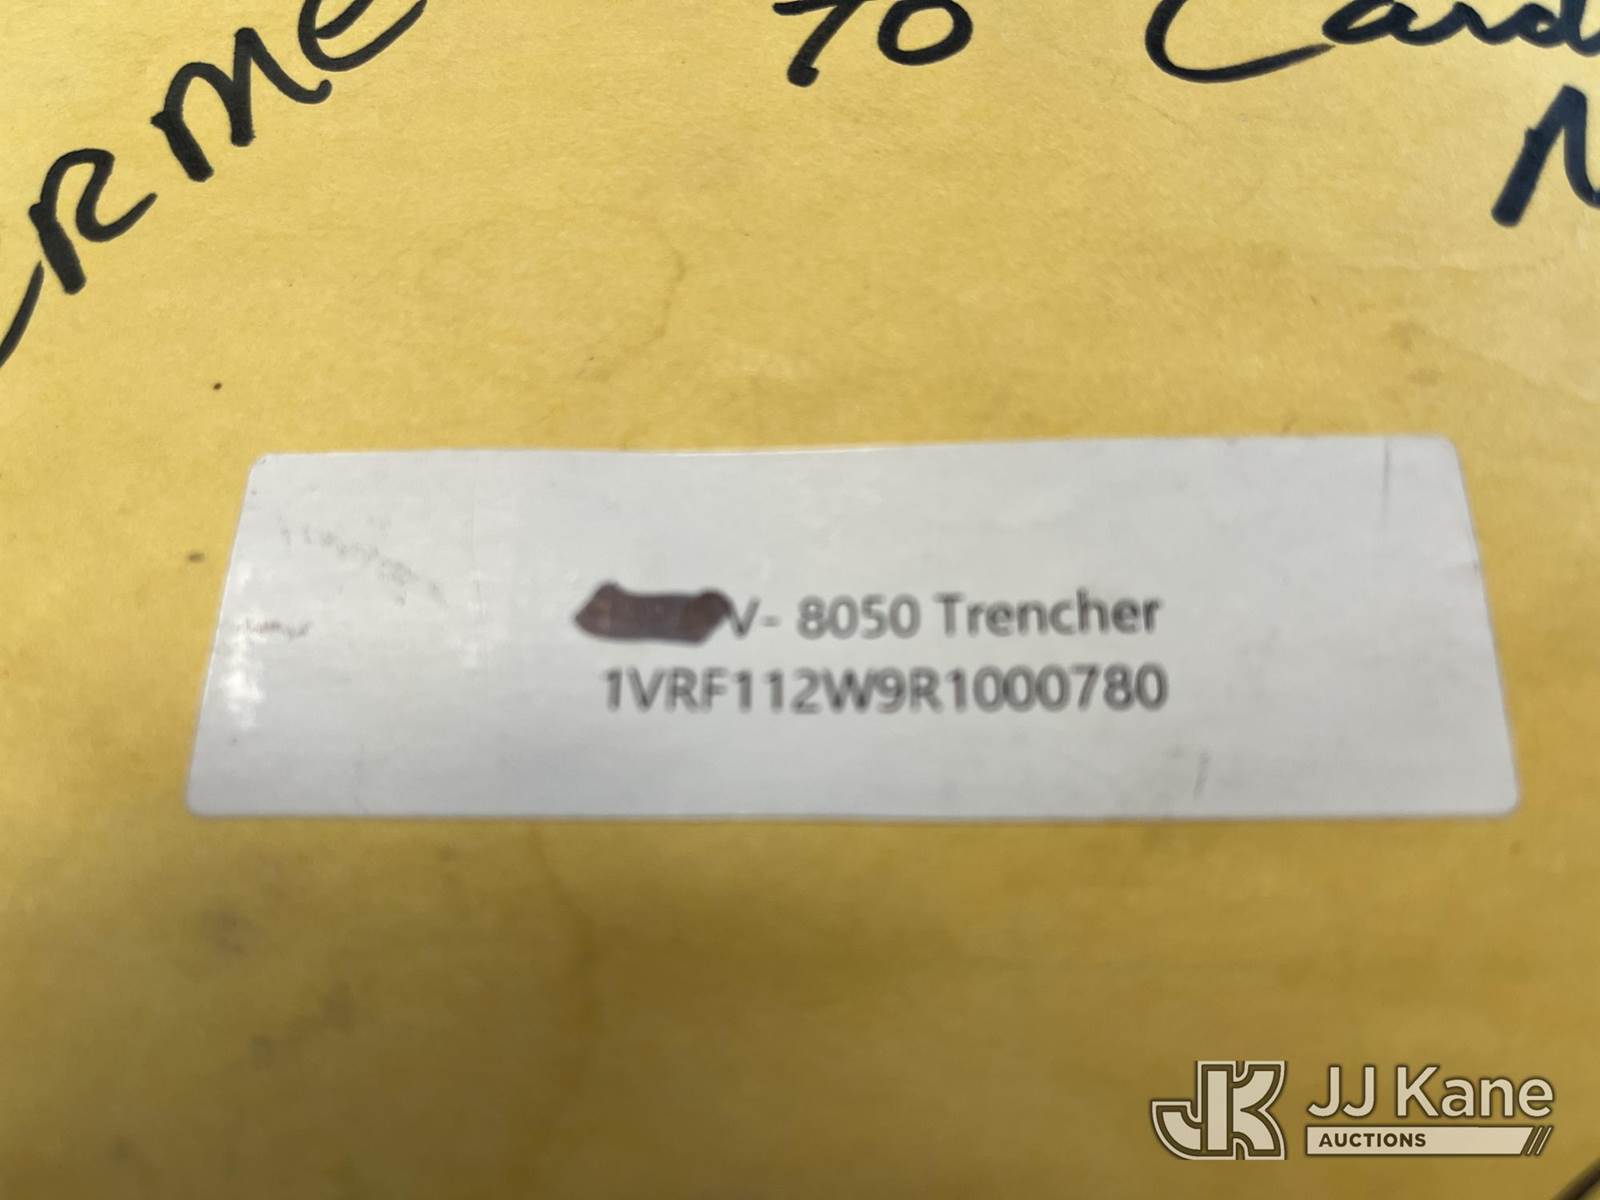 TO
V- 8050 Trencher
1VRF112W9R1000780
JJ Kane
AUCTIONS